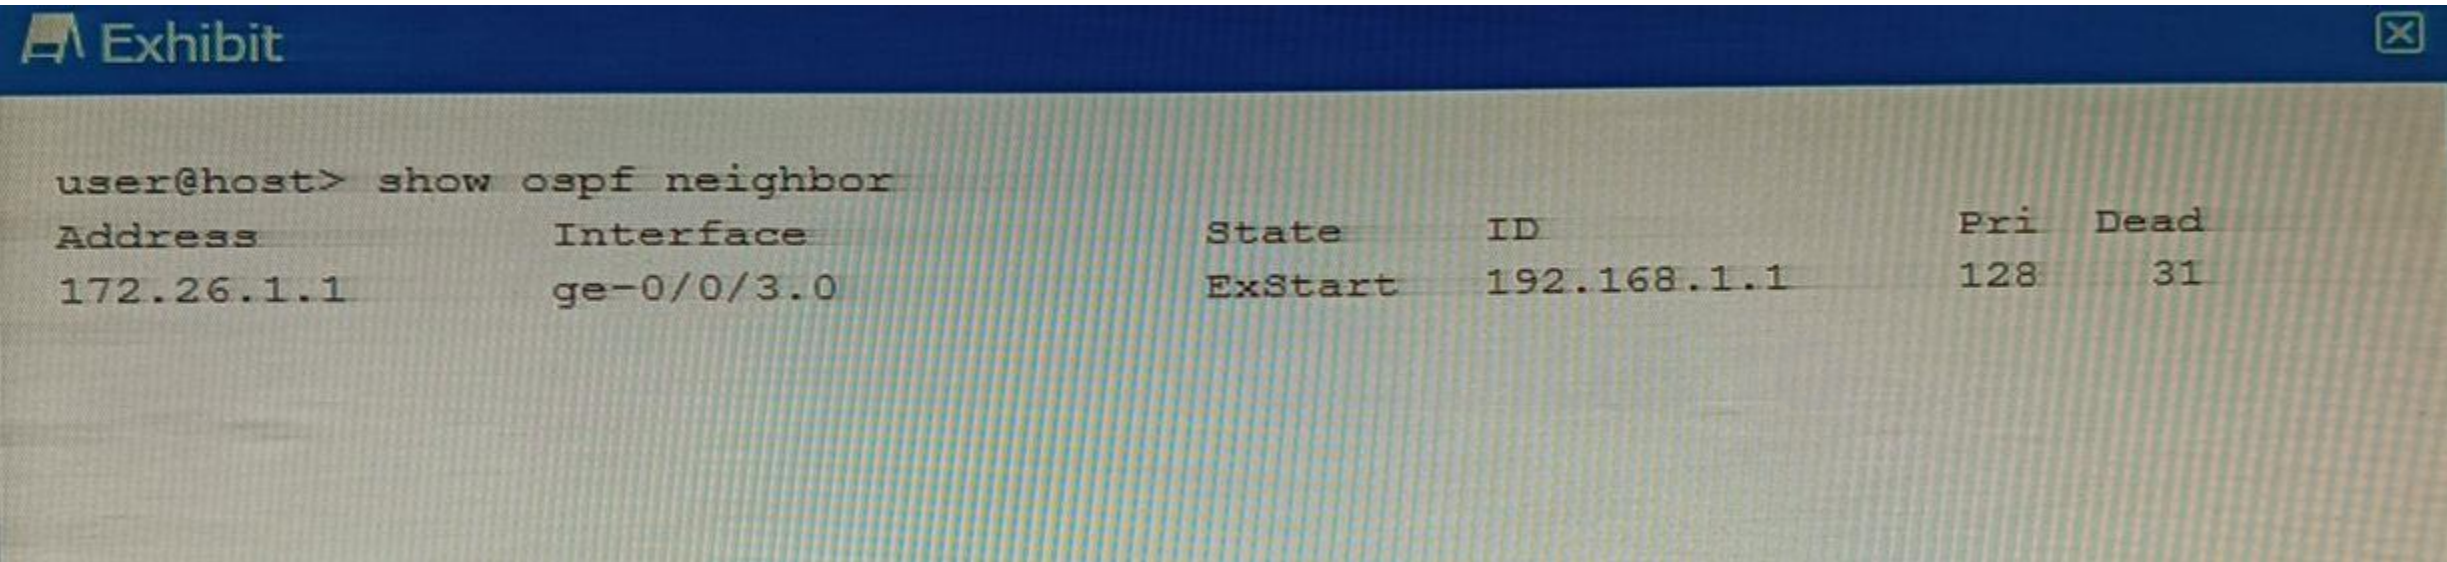 Exhibit
user@host> show ospf neighbor
Address Interface State ID Pri Dead
172.26.1.1 ge-0/0/3.0 ExStart 192.168.1.1 128 31